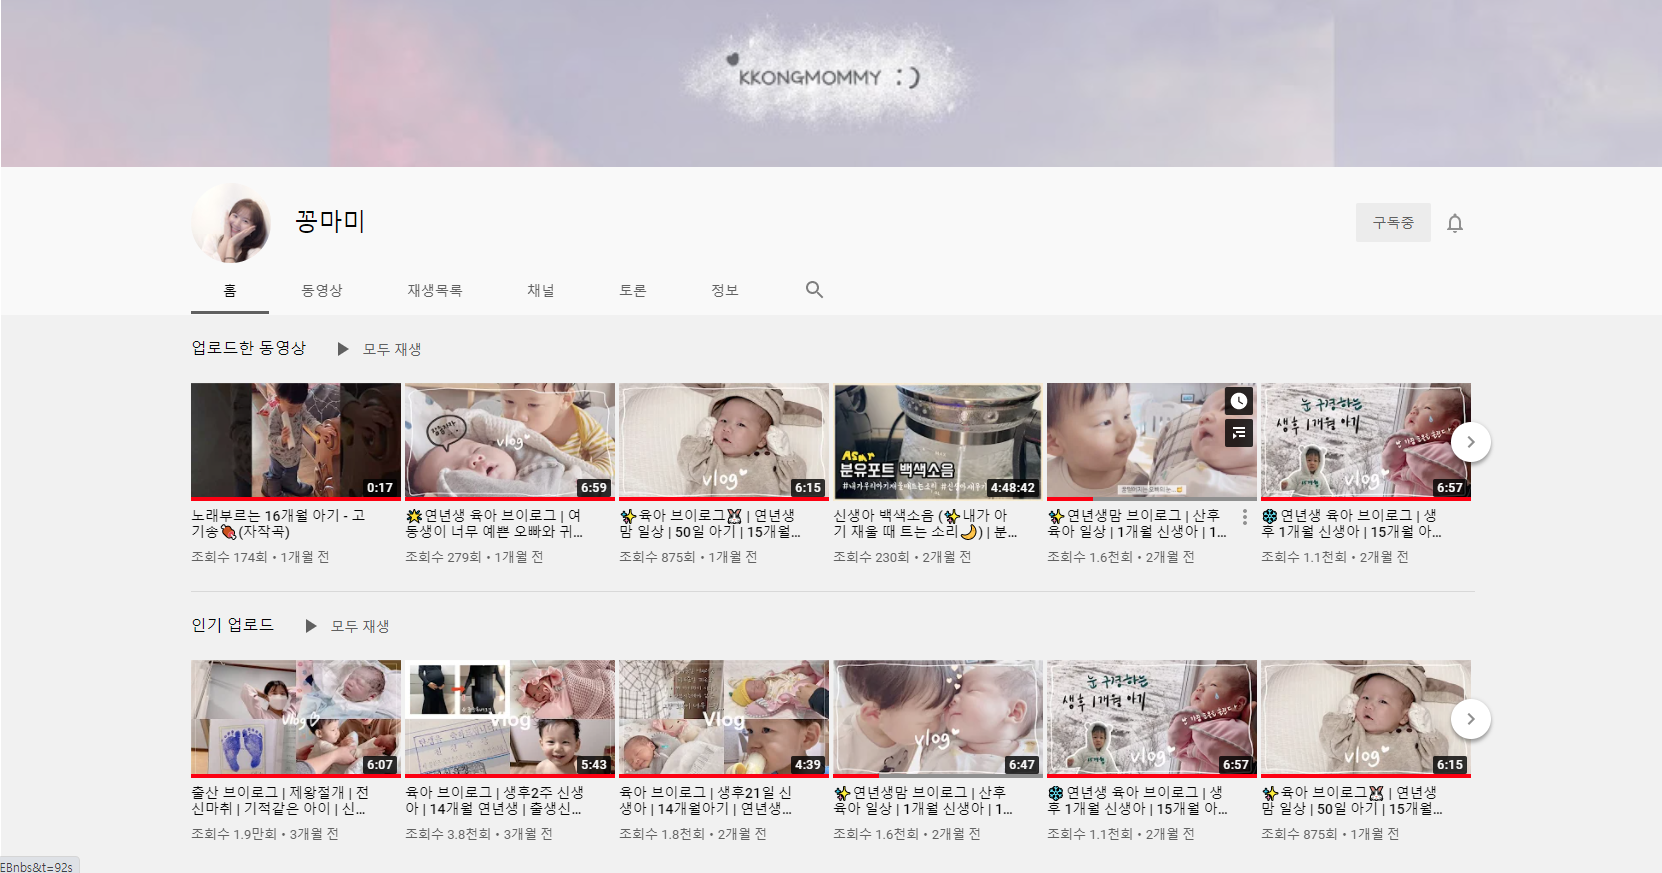 KKONGMOMMY :)
꽁마미
구독중
홈
동영상
재생목록
채널
토론
정보
업로드한 동영상
모두 재생
0:17
vlog
6:59
vlog
6:15
ASMR
분유포트 백색소음
4:48:42
눈 구경하는
생후 1개월 아기
6:57
노래부르는 16개월 아기 - 고
기송🍖(자작곡)
조회수 174회 • 1개월 전
🌟연년생 육아 브이로그 | 여
동생이 너무 예쁜 오빠와 귀...
조회수 279회 • 1개월 전
✨육아 브이로그🐰 | 연년생
맘 일상 | 50일 아기 | 15개월...
조회수 875회 • 1개월 전
신생아 백색소음 (✨내가 아
기 재울 때 트는 소리🌙) | 분...
조회수 230회 • 2개월 전
✨연년생맘 브이로그 | 산후
육아 일상 | 1개월 신생아 | 1...
조회수 1.6천회 • 2개월 전
❄️연년생 육아 브이로그 | 생
후 1개월 신생아 | 15개월 아...
조회수 1.1천회 • 2개월 전
인기 업로드
모두 재생
Vlog
6:07
Vlog
5:43
Vlog
4:39
vlog
6:47
눈 구경하는
생후 1개월 아기
vlog
6:57
vlog
6:15
출산 브이로그 | 제왕절개 | 전
신마취 | 기적같은 아이 | 신...
조회수 1.9만회 • 3개월 전
육아 브이로그 | 생후2주 신생
아 | 14개월 연년생 | 출생신...
조회수 3.8천회 • 3개월 전
육아 브이로그 | 생후21일 신
생아 | 14개월아기 | 연년생...
조회수 1.8천회 • 2개월 전
✨연년생맘 브이로그 | 산후
육아 일상 | 1개월 신생아 | 1...
조회수 1.6천회 • 2개월 전
❄️연년생 육아 브이로그 | 생
후 1개월 신생아 | 15개월 아...
조회수 1.1천회 • 2개월 전
✨육아 브이로그🐰 | 연년생
맘 일상 | 50일 아기 | 15개월...
조회수 875회 • 1개월 전
EBnbs&t=92s